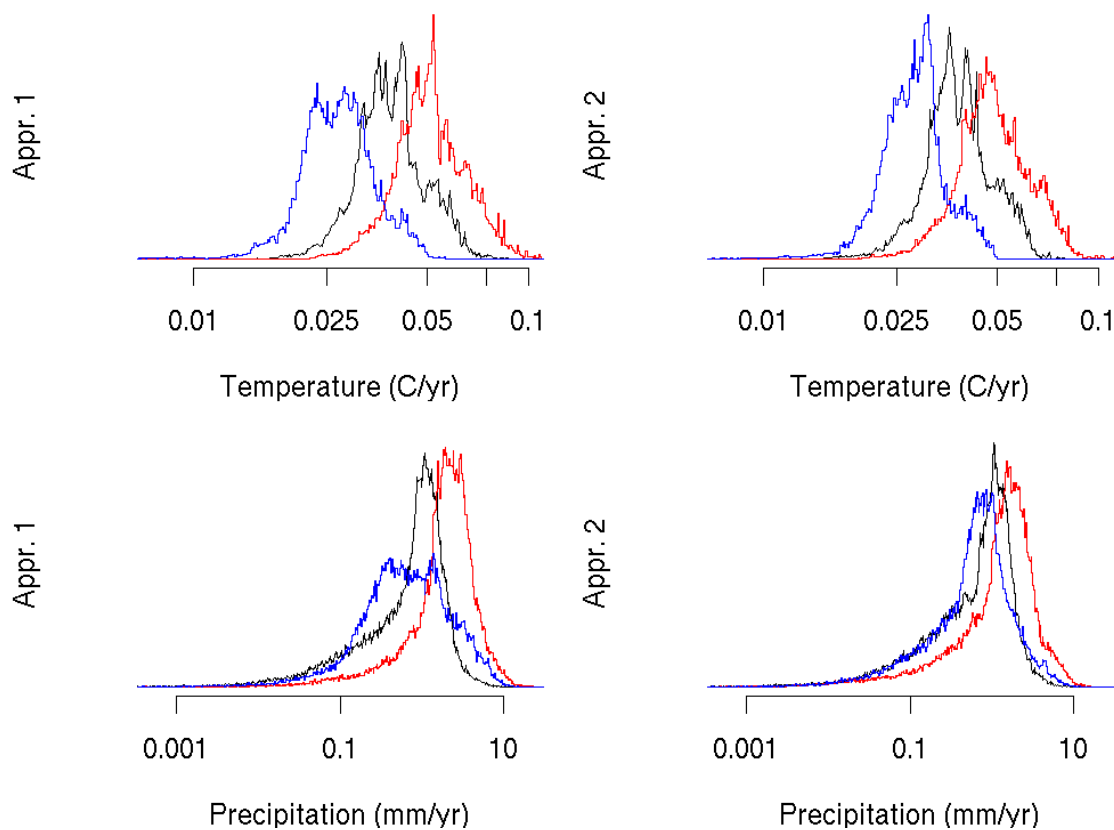 Appr. 1
0.01 0.025 0.05 0.1
Temperature (C/yr)
Appr. 2
0.01 0.025 0.05 0.1
Temperature (C/yr)
Appr. 1
0.001 0.1 10
Precipitation (mm/yr)
Appr. 2
0.001 0.1 10
Precipitation (mm/yr)